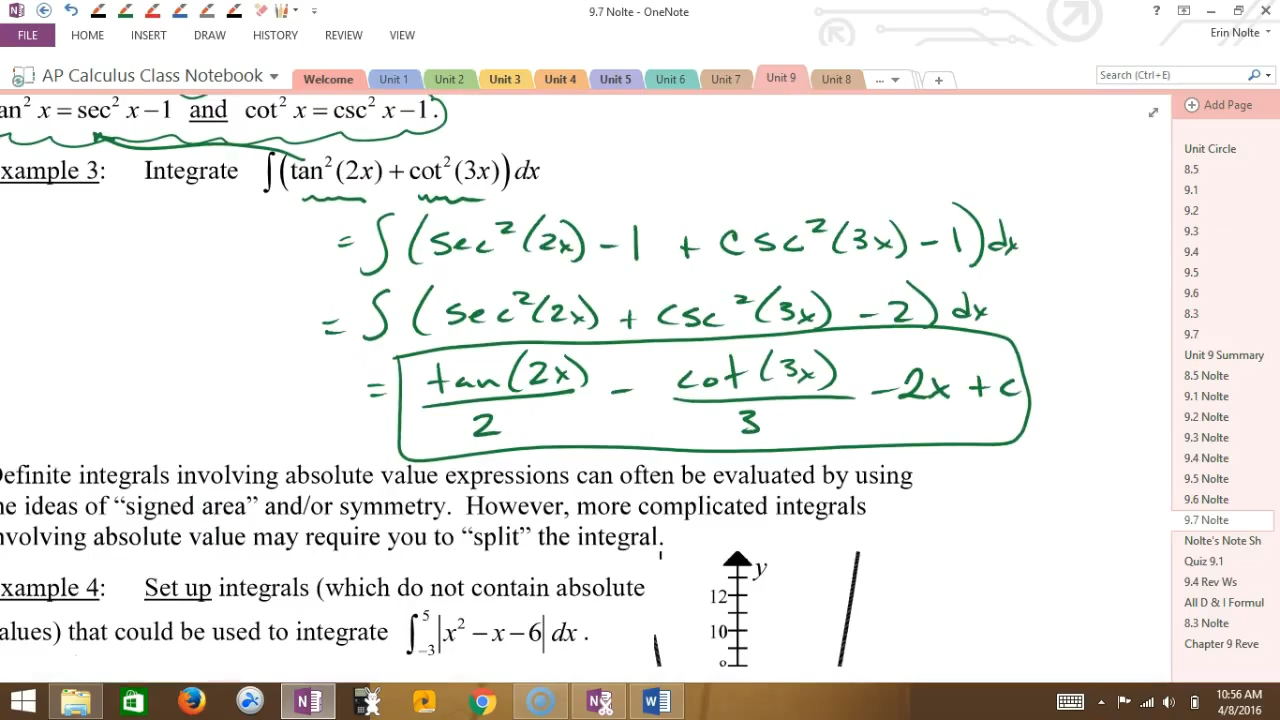 9.7 Nolte - OneNote
?
FILE HOME INSERT DRAW HISTORY REVIEW VIEW
Erin Nolte
AP Calculus Class Notebook
Welcome Unit 1 Unit 2 Unit 3 Unit 4 Unit 5 Unit 6 Unit 7 Unit 9 Unit 8 ... +
Search (Ctrl+E)
an² x = sec² x − 1 and cot² x = csc² x − 1.)
xample 3: Integrate ∫(tan²(2x) + cot²(3x))dx
= ∫(sec²(2x) − 1 + csc²(3x) − 1)dx
= ∫(sec²(2x) + csc²(3x) − 2)dx
= tan(2x)/2 − cot(3x)/3 − 2x + c
Definite integrals involving absolute value expressions can often be evaluated by using
he ideas of “signed area” and/or symmetry. However, more complicated integrals
nvolving absolute value may require you to “split” the integral.
xample 4: Set up integrals (which do not contain absolute
alues) that could be used to integrate ∫₋₃⁵|x² − x − 6| dx .
y
12
10
Add Page
Unit Circle
8.5
9.1
9.2
9.3
9.4
9.5
9.6
8.3
9.7
Unit 9 Summary
8.5 Nolte
9.1 Nolte
9.2 Nolte
9.3 Nolte
9.4 Nolte
9.5 Nolte
9.6 Nolte
9.7 Nolte
Nolte's Note Sh
Quiz 9.1
9.4 Rev Ws
All D & I Formul
8.3 Nolte
Chapter 9 Reve
10:56 AM
4/8/2016